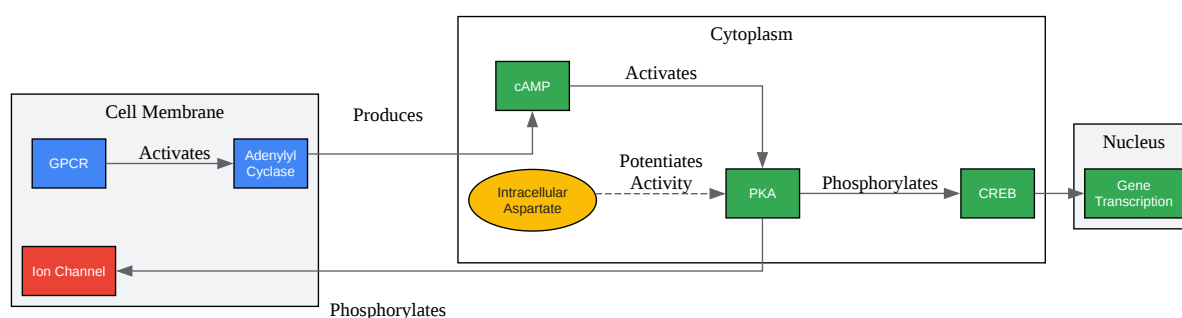 Cytoplasm
cAMP
Activates
Cell Membrane
Produces
GPCR
Activates
Adenylyl
Cyclase
Nucleus
Potentiates
Activity
Intracellular
Aspartate
PKA
Phosphorylates
CREB
Gene
Transcription
Ion Channel
Phosphorylates